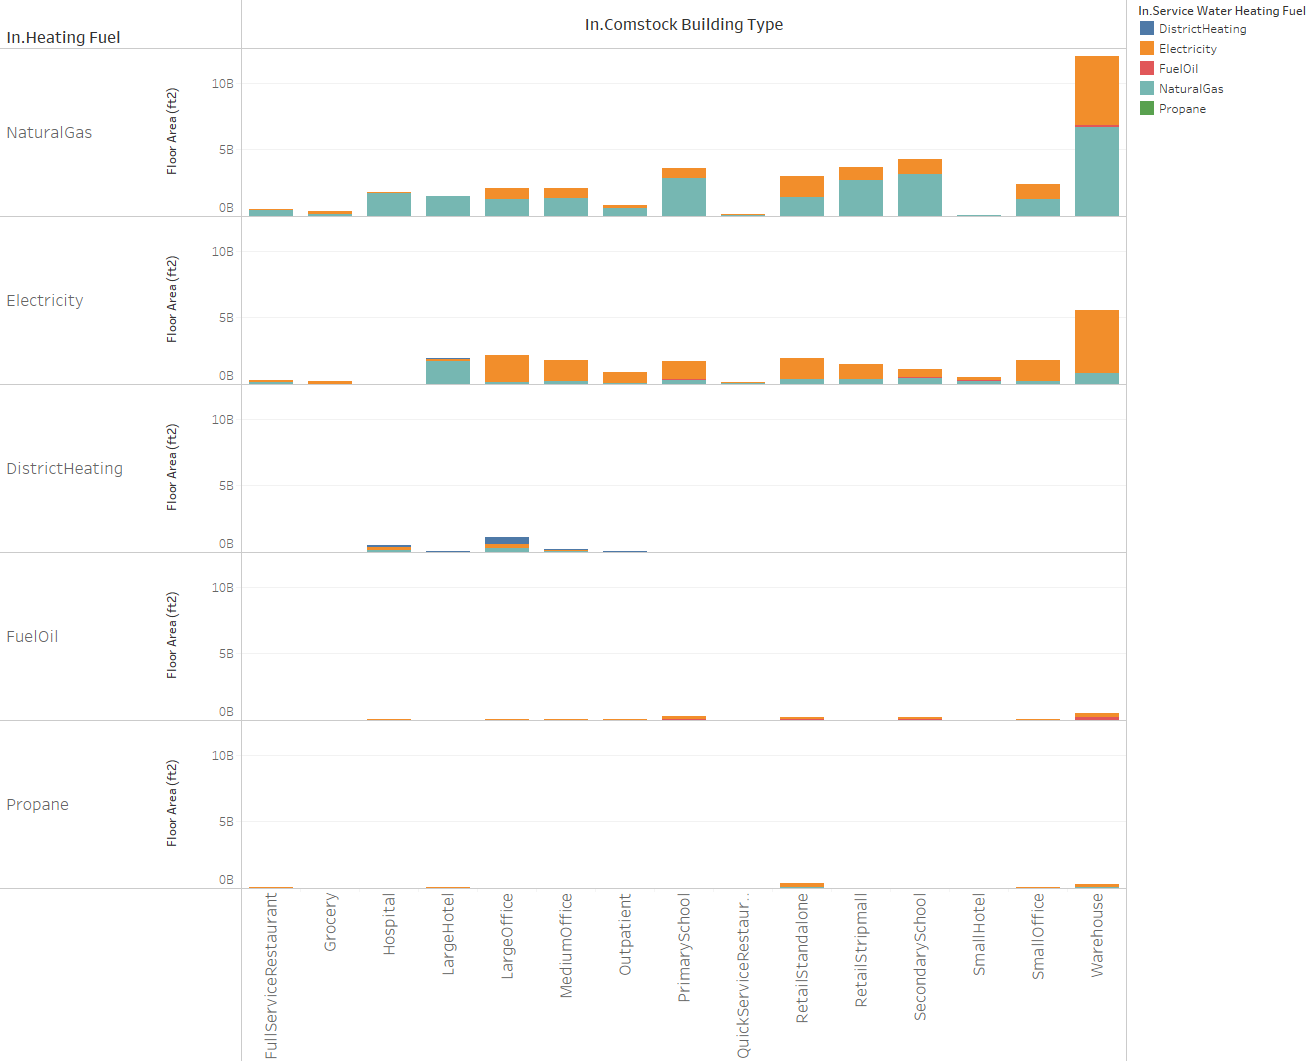 In.Comstock Building Type
In.Heating Fuel
In.Service Water Heating Fuel
DistrictHeating
Electricity
FuelOil
NaturalGas
Propane
NaturalGas
Floor Area (ft2)
10B
5B
0B
Electricity
Floor Area (ft2)
10B
5B
0B
DistrictHeating
Floor Area (ft2)
10B
5B
0B
FuelOil
Floor Area (ft2)
10B
5B
0B
Propane
Floor Area (ft2)
10B
5B
0B
FullServiceRestaurant
Grocery
Hospital
LargeHotel
LargeOffice
MediumOffice
Outpatient
PrimarySchool
QuickServiceRestaur..
RetailStandalone
RetailStripmall
SecondarySchool
SmallHotel
SmallOffice
Warehouse